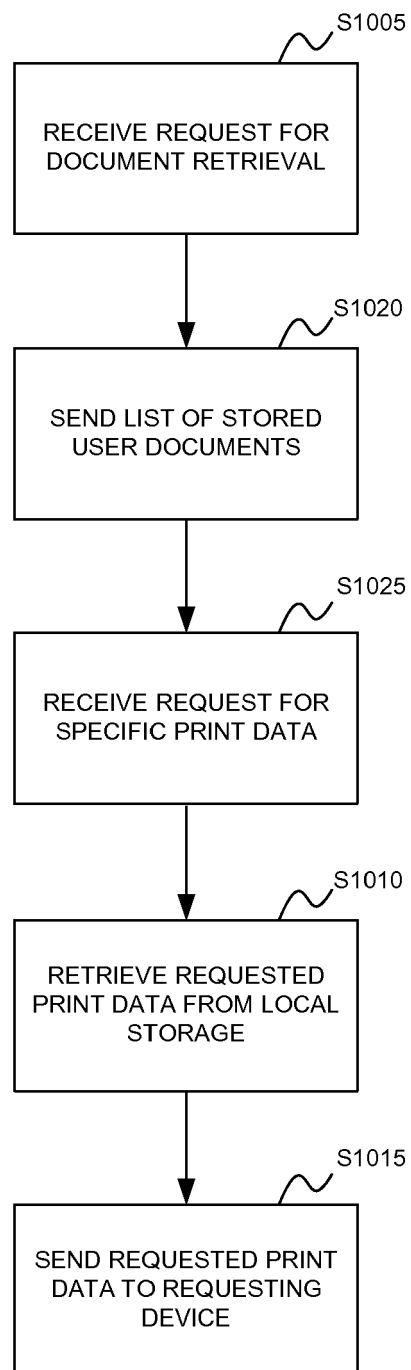 S1005
RECEIVE REQUEST FOR
DOCUMENT RETRIEVAL
S1020
SEND LIST OF STORED
USER DOCUMENTS
S1025
RECEIVE REQUEST FOR
SPECIFIC PRINT DATA
S1010
RETRIEVE REQUESTED
PRINT DATA FROM LOCAL
STORAGE
S1015
SEND REQUESTED PRINT
DATA TO REQUESTING
DEVICE